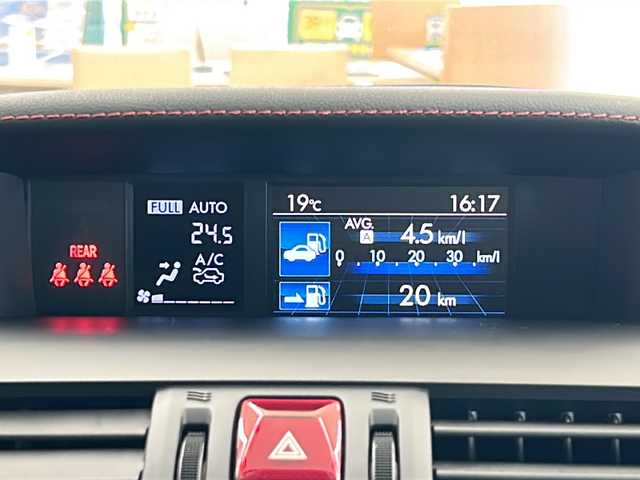 REAR
FULL AUTO
24.5
A/C
19°C 16:17
AVG.
A 4.5 km/l
0 10 20 30 km/l
20 km